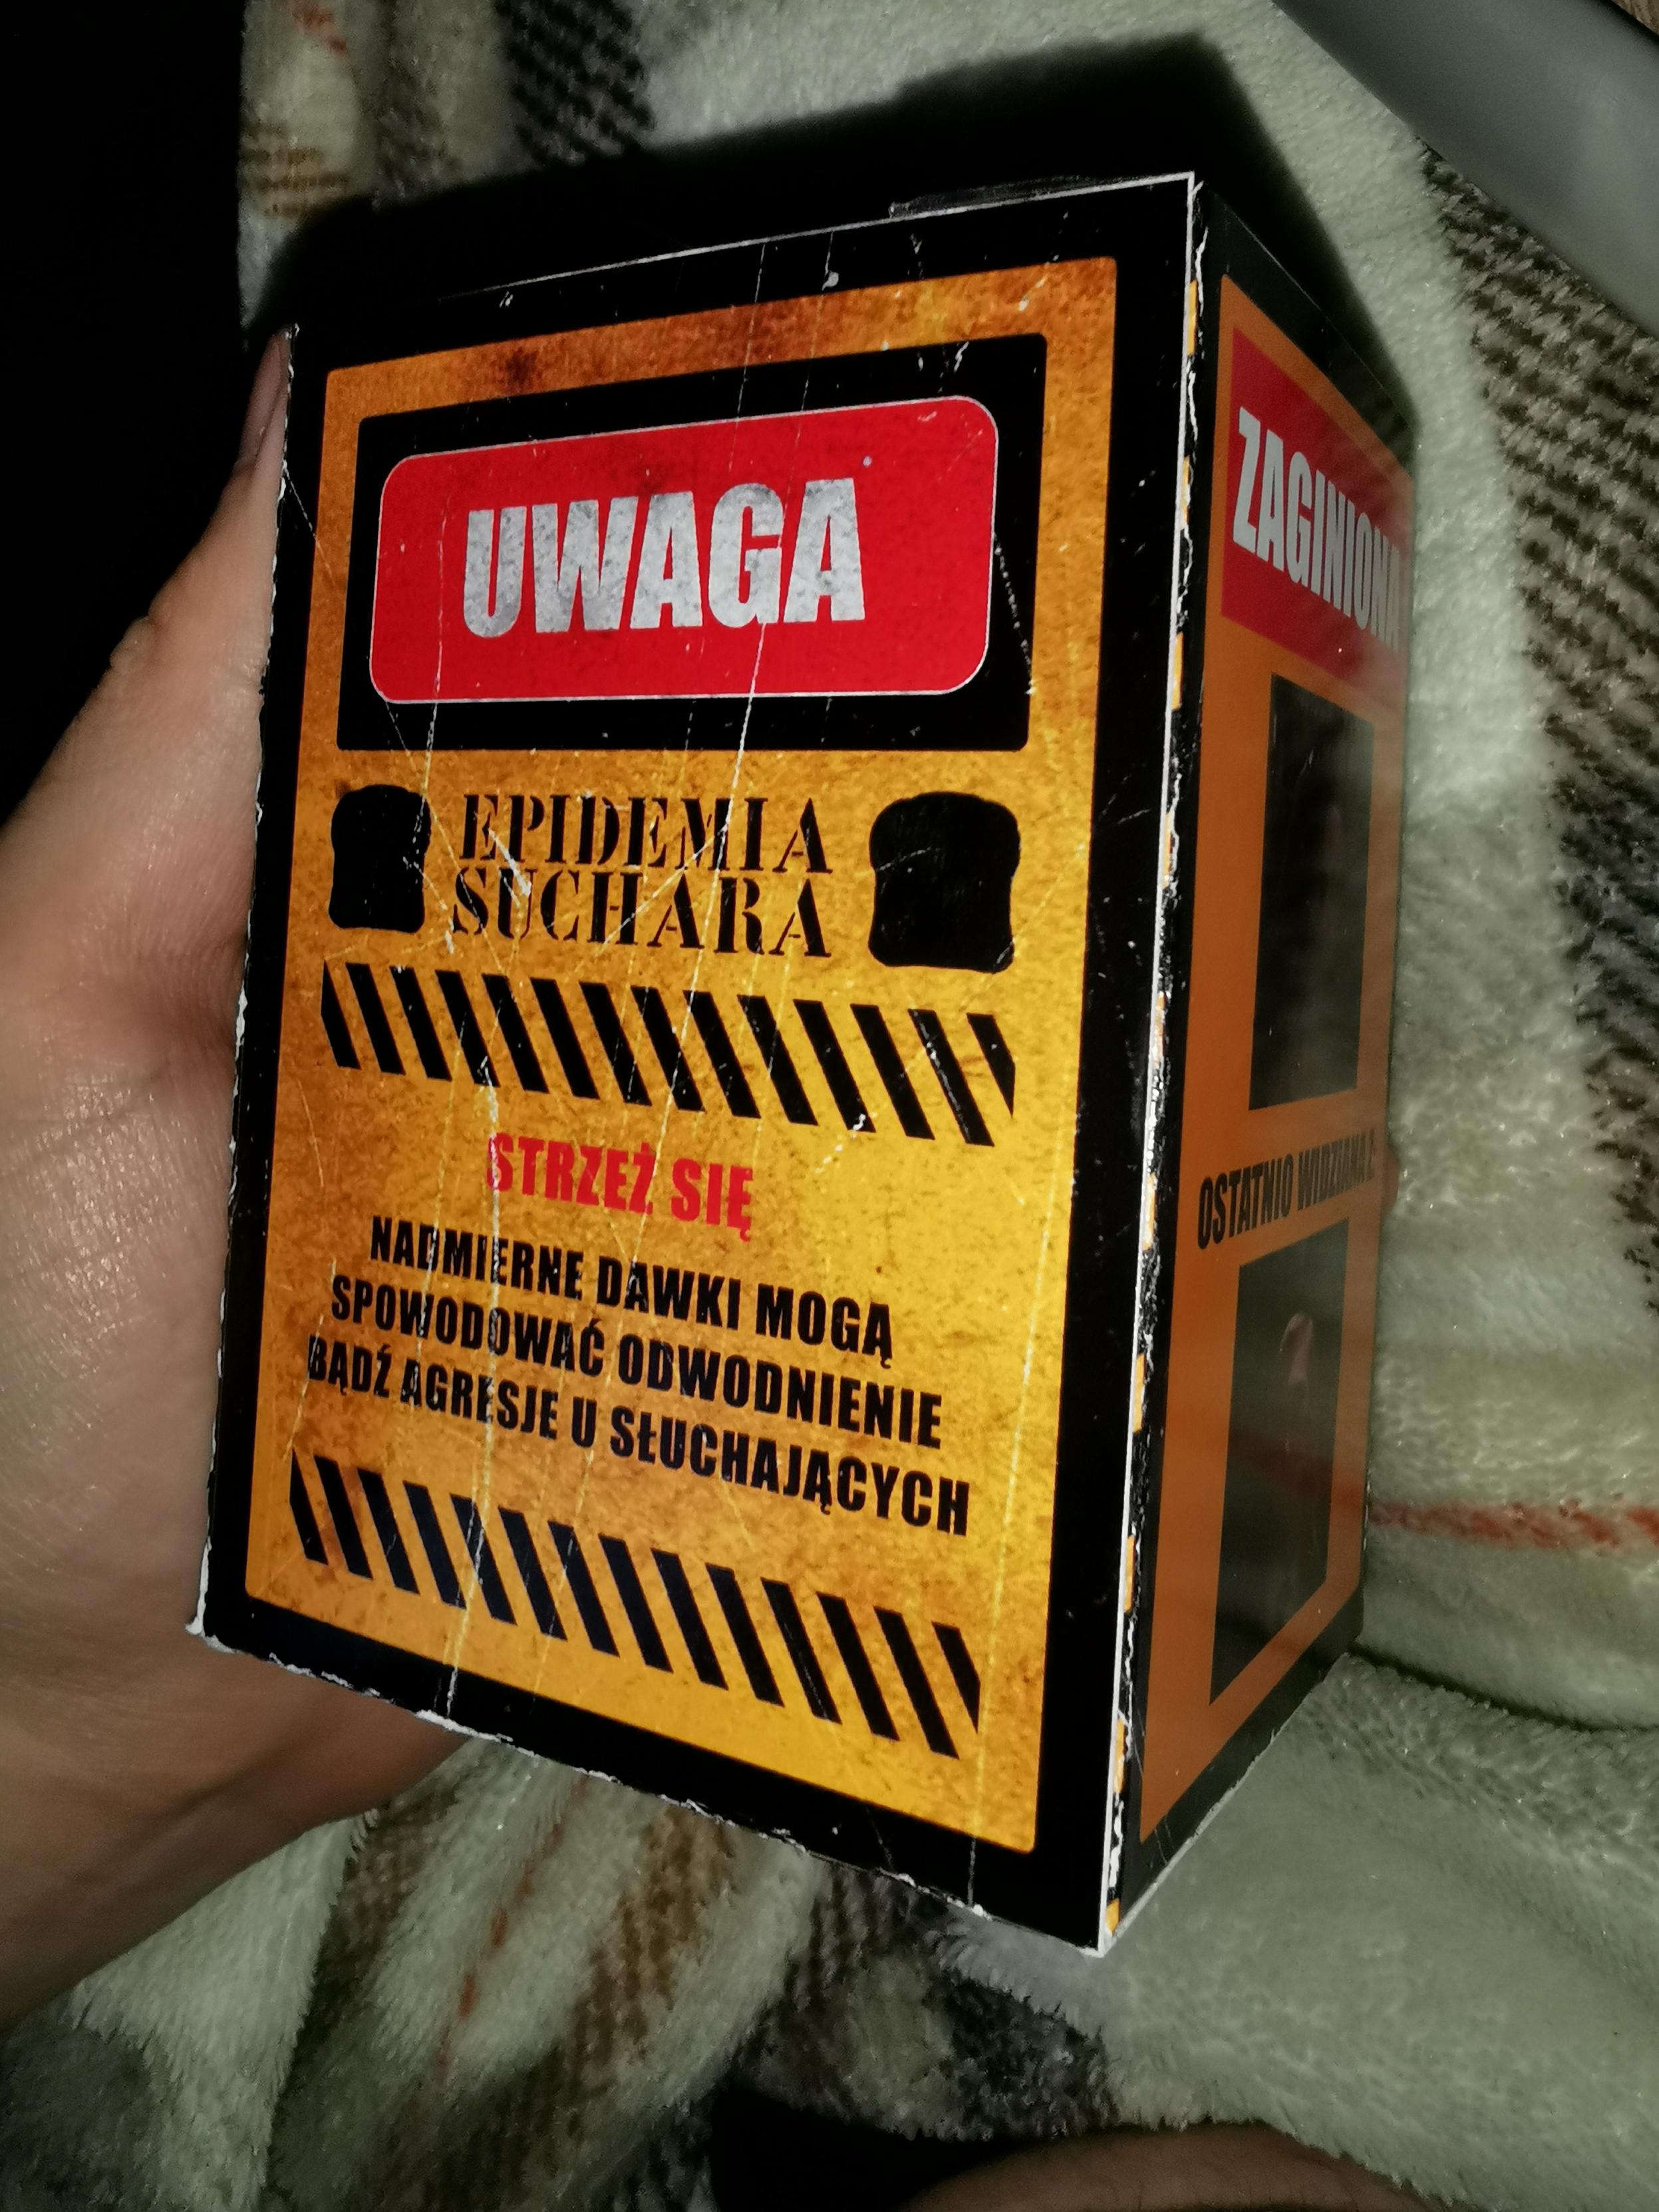 UWAGA
EPIDEMIA
SUCHARA
STRZEŻ SIĘ
NADMIERNE DAWKI MOGĄ
SPOWODOWAĆ ODWODNIENIE
BĄDŹ AGRESJE U SŁUCHAJĄCYCH
ZAGINIONA
OSTATNIO WIDZIANA Z